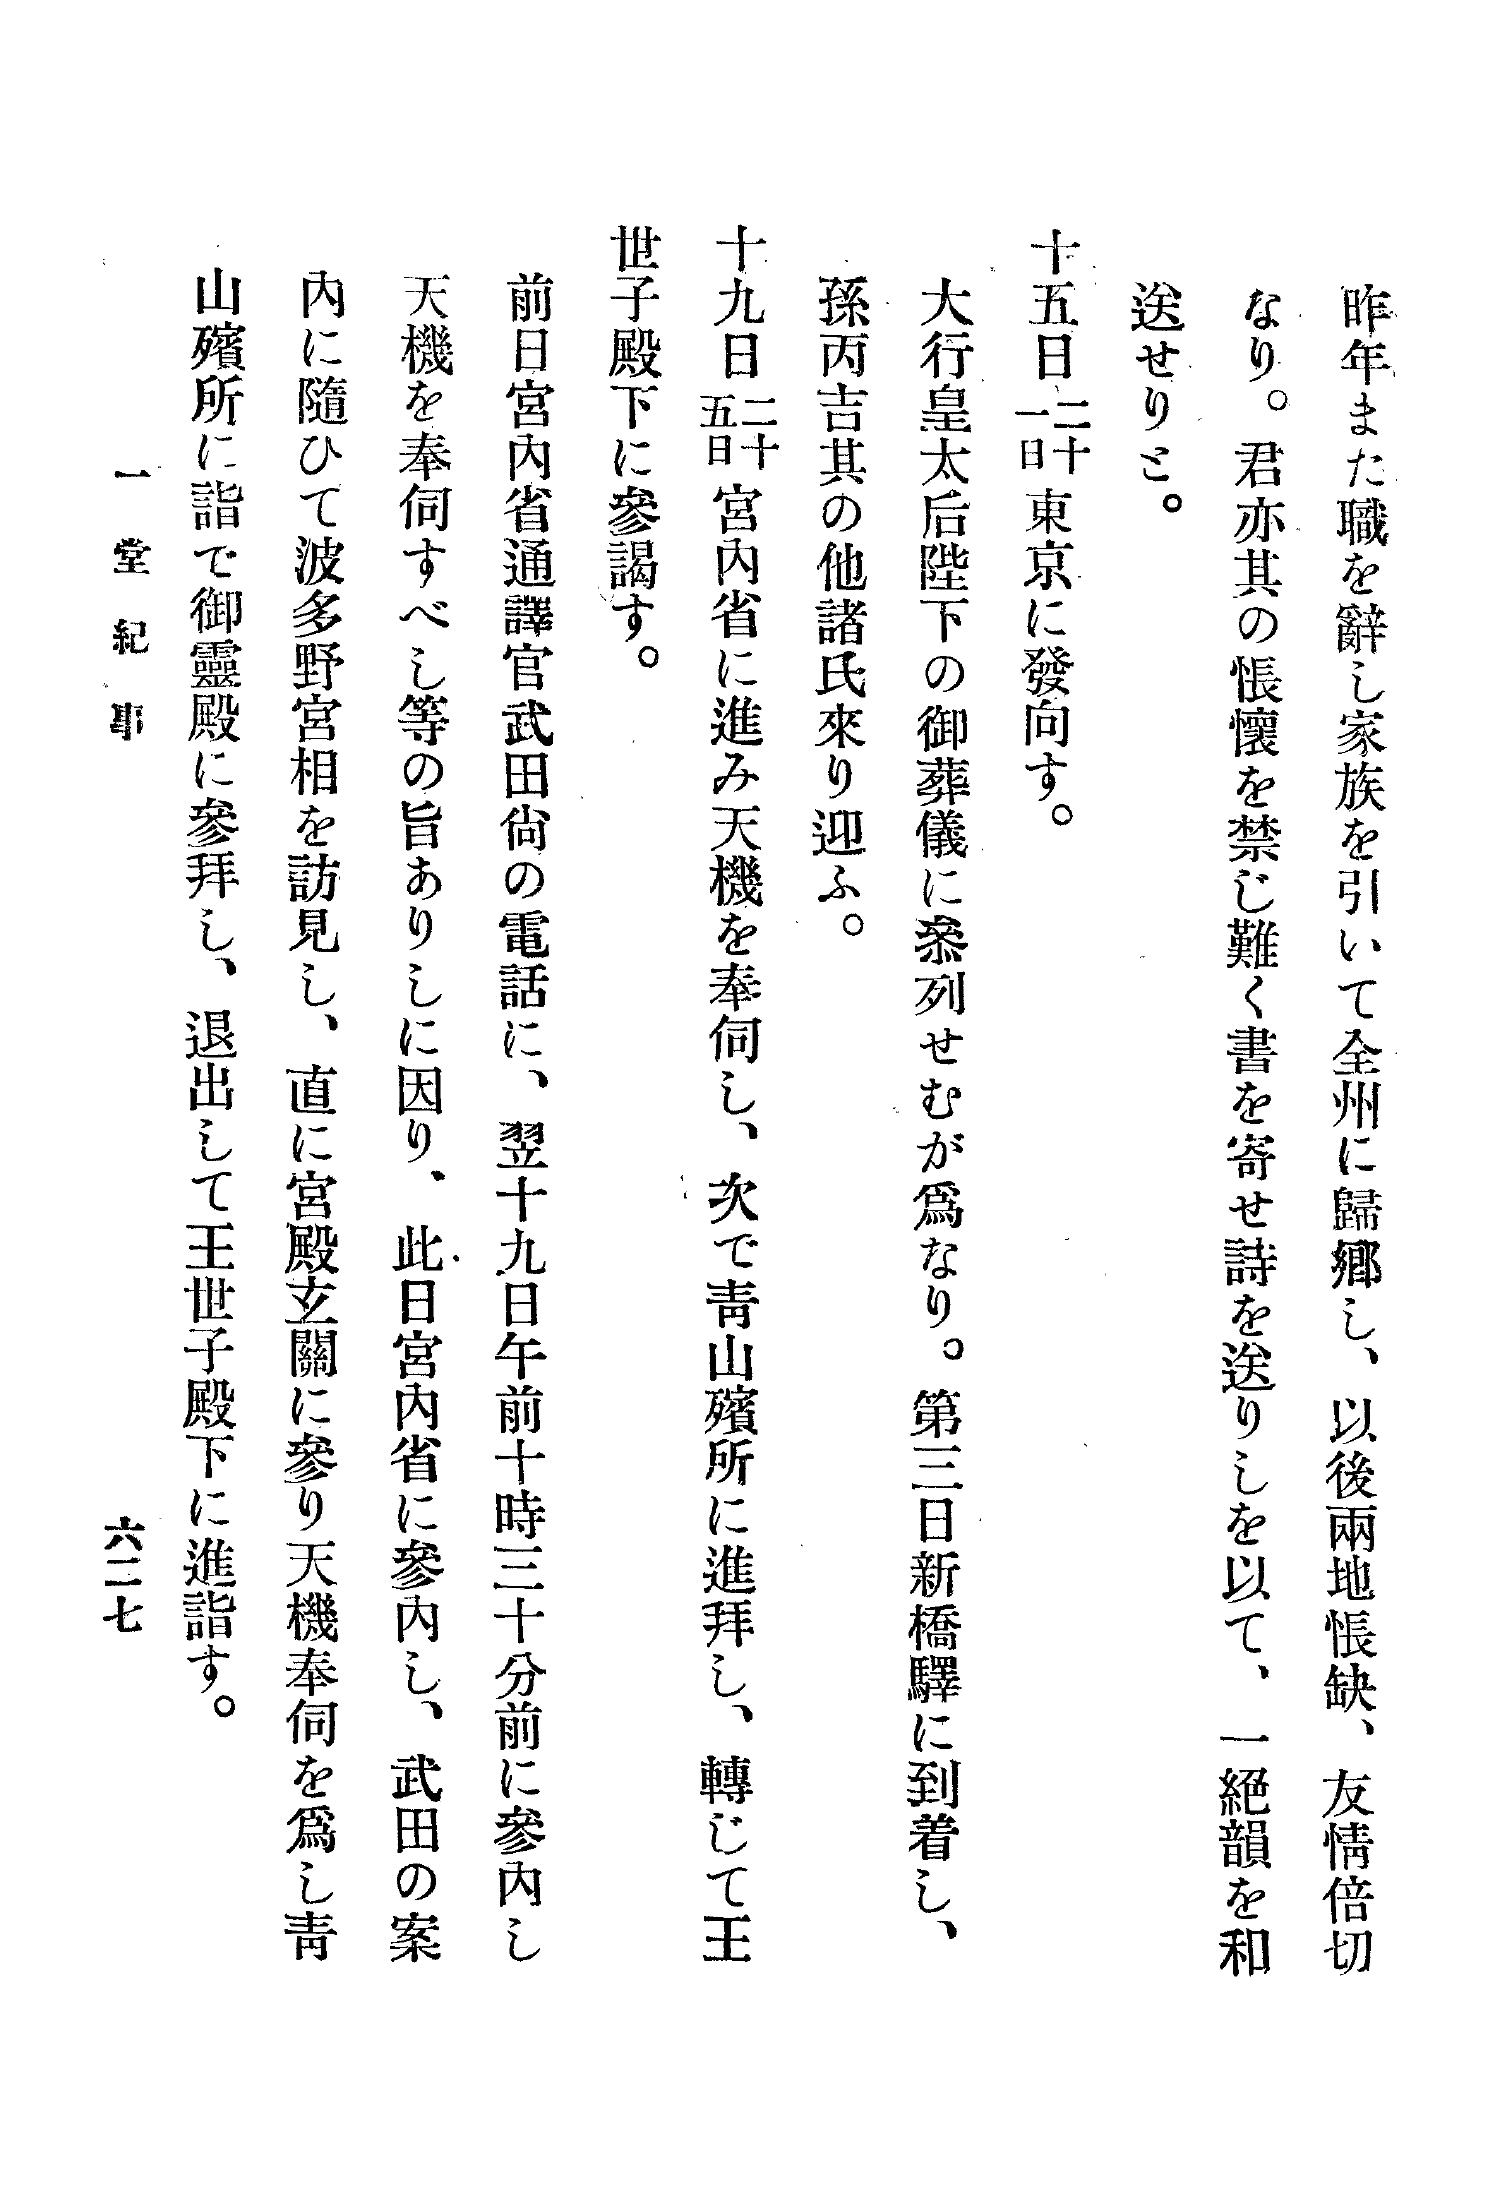 昨年また職を辭し家族を引いて全州に歸鄕し、以後兩地悵缺、友情倍切
なり。君亦其の悵懷を禁じ難く書を寄せ詩を送りしを以て、一絕韻を和
送せりと。
十五日二十一日東京に發向す。
大行皇太后陛下の御葬儀に叅列せむが爲なり。第三日新橋驛に到着し、
孫丙吉其の他諸氏來り迎ふ。
十九日二十五日宮內省に進み天機を奉伺し、次で靑山殯所に進拜し、轉じて王
世子殿下に參謁す。
前日宮內省通譯官武田尙の電話に、翌十九日午前十時三十分前に參內し
天機を奉伺すべし等の旨ありしに因り、此日宮內省に參內し、武田の案
內に隨ひて波多野宮相を訪見し、直に宮殿玄關に參り天機奉伺を爲し靑
山殯所に詣で御靈殿に參拜し、退出して王世子殿下に進詣す。
一堂紀事
六二七